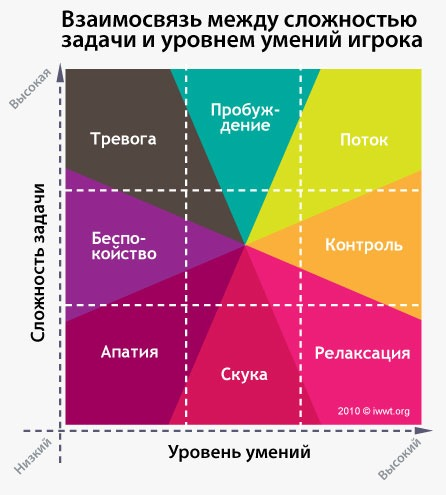 Взаимосвязь между сложностью
задачи и уровнем умений игрока
Высокая
Сложность задачи
Тревога
Пробуж-
дение
Поток
Беспо-
койство
Контроль
Апатия
Скука
Релаксация
2010 © iwwt.org
Низкий
Уровень умений
Высокий